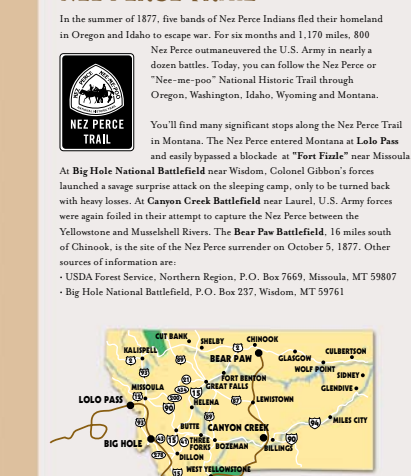 NEZ PERCE TRAIL
In the summer of 1877, five bands of Nez Perce Indians fled their homeland
in Oregon and Idaho to escape war. For six months and 1,170 miles, 800
Nez Perce outmaneuvered the U.S. Army in nearly a
dozen battles. Today, you can follow the Nez Perce or
"Nee-me-poo" National Historic Trail through
Oregon, Washington, Idaho, Wyoming and Montana.
NEZ PERCE
TRAIL
You'll find many significant stops along the Nez Perce Trail
in Montana. The Nez Perce entered Montana at Lolo Pass
and easily bypassed a blockade at "Fort Fizzle" near Missoula
At Big Hole National Battlefield near Wisdom, Colonel Gibbon's forces
launched a savage surprise attack on the sleeping camp, only to be turned back
with heavy losses. At Canyon Creek Battlefield near Laurel, U.S. Army forces
were again foiled in their attempt to capture the Nez Perce between the
Yellowstone and Musselshell Rivers. The Bear Paw Battlefield, 16 miles south
of Chinook, is the site of the Nez Perce surrender on October 5, 1877. Other
sources of information are:
· USDA Forest Service, Northern Region, P.O. Box 7669, Missoula, MT 59807
· Big Hole National Battlefield, P.O. Box 237, Wisdom, MT 59761
CUT BANK
SHELBY
CHINOOK
KALISPELL
BEAR PAW
GLASGOW
CULBERTSON
WOLF POINT
SIDNEY
FORT BENTON
GREAT FALLS
GLENDIVE
MISSOULA
LOLO PASS
HELENA
LEWISTOWN
90
94
MILES CITY
BUTTE
CANYON CREEK
BIG HOLE
THREE
FORKS
BOZEMAN
BILLINGS
90
DILLON
WEST YELLOWSTONE
15